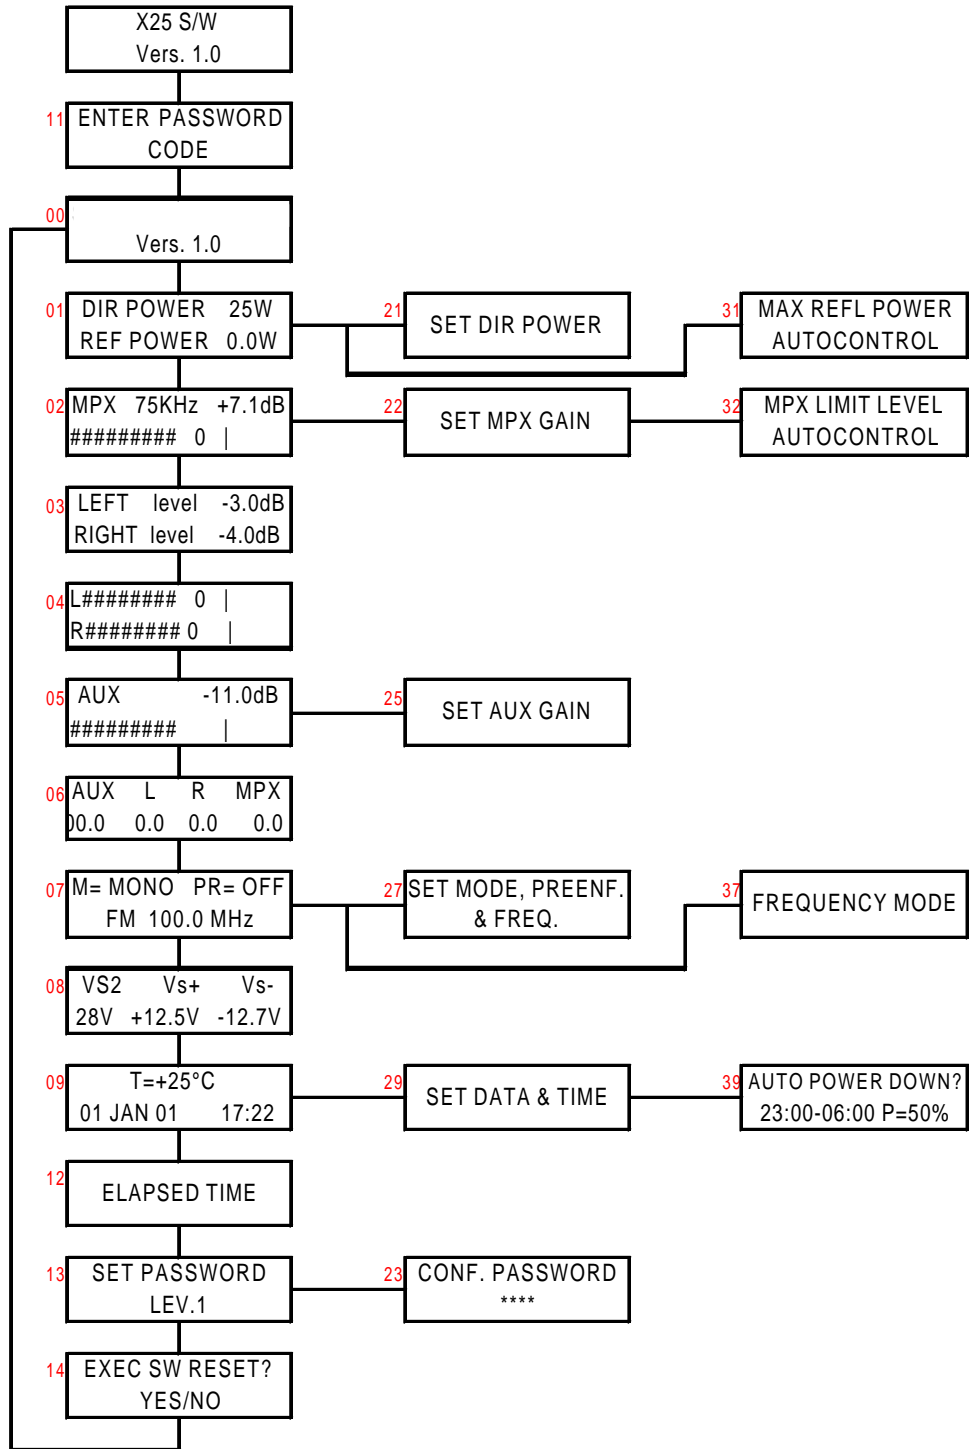 X25 S/W
Vers. 1.0
11 ENTER PASSWORD
CODE
00
Vers. 1.0
01 DIR POWER 25W
REF POWER 0.0W
21 SET DIR POWER
31 MAX REFL POWER
AUTOCONTROL
02 MPX 75KHz +7.1dB
######### 0 |
22 SET MPX GAIN
32 MPX LIMIT LEVEL
AUTOCONTROL
03 LEFT level -3.0dB
RIGHT level -4.0dB
04 L######## 0 |
R######## 0 |
05 AUX -11.0dB
######### |
25 SET AUX GAIN
06 AUX L R MPX
00.0 0.0 0.0 0.0
07 M= MONO PR= OFF
FM 100.0 MHz
27 SET MODE, PREENF.
& FREQ.
37 FREQUENCY MODE
08 VS2 Vs+ Vs-
28V +12.5V -12.7V
09 T=+25°C
01 JAN 01 17:22
29 SET DATA & TIME
39 AUTO POWER DOWN?
23:00-06:00 P=50%
12 ELAPSED TIME
13 SET PASSWORD
LEV.1
23 CONF. PASSWORD
****
14 EXEC SW RESET?
YES/NO